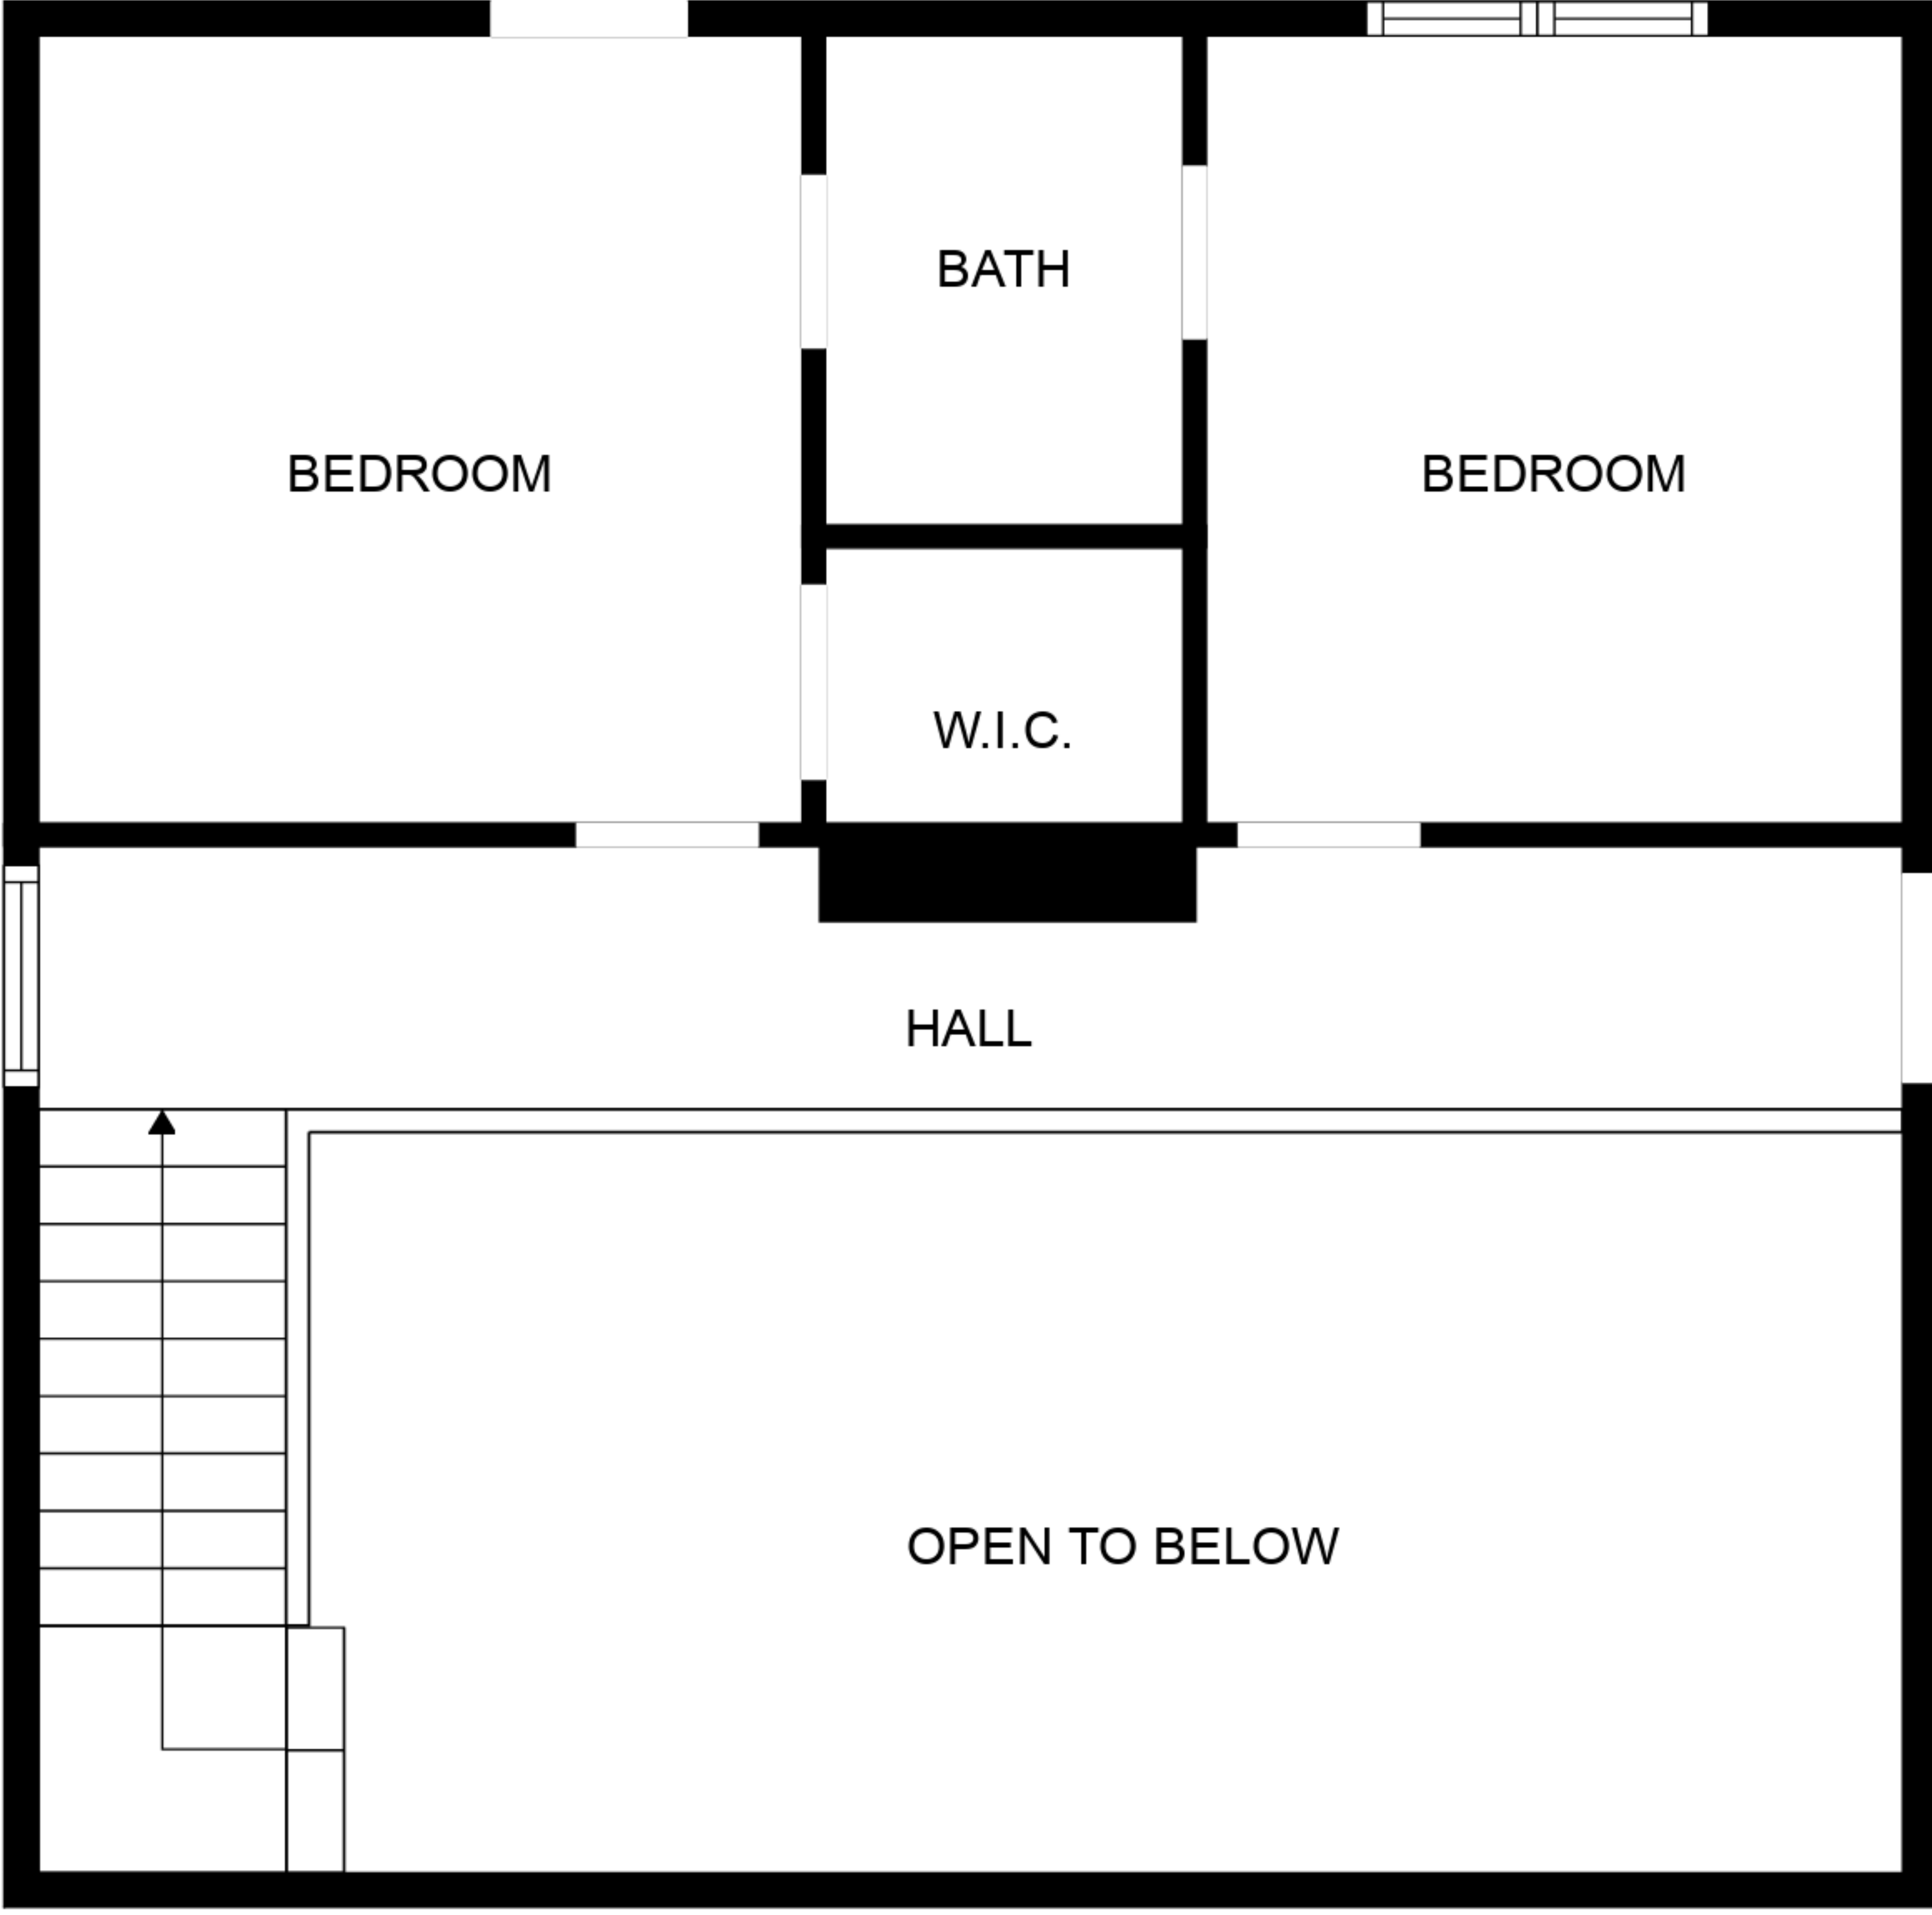 BATH
BEDROOM
BEDROOM
W.I.C.
HALL
OPEN TO BELOW